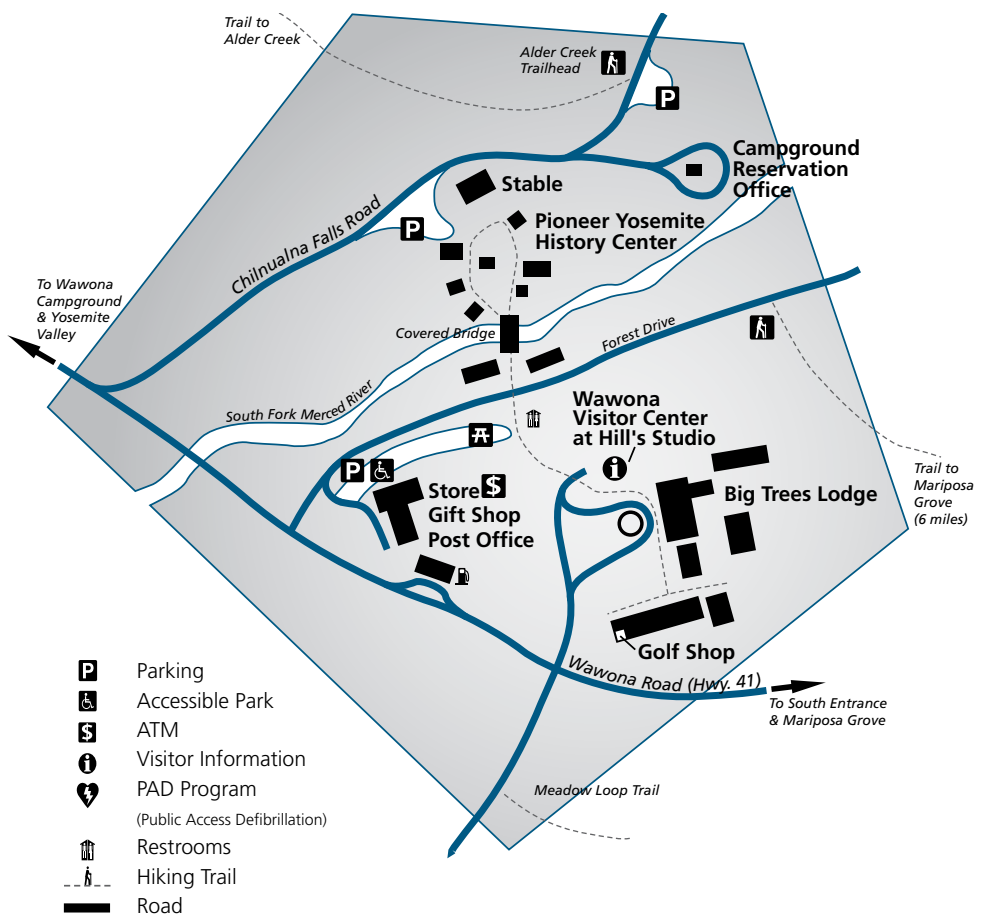 Trail to
Alder Creek
Alder Creek
Trailhead
P
Campground
Reservation
Office
Stable
Pioneer Yosemite
History Center
P
Chilnualna Falls Road
To Wawona
Campground
& Yosemite
Valley
Covered Bridge
Forest Drive
South Fork Merced River
Wawona
Visitor Center
at Hill's Studio
i
P
Store $
Gift Shop
Post Office
Big Trees Lodge
Trail to
Mariposa
Grove
(6 miles)
Golf Shop
Wawona Road (Hwy. 41)
To South Entrance
& Mariposa Grove
Meadow Loop Trail
P Parking
Accessible Park
$ ATM
i Visitor Information
PAD Program
(Public Access Defibrillation)
Restrooms
Hiking Trail
Road